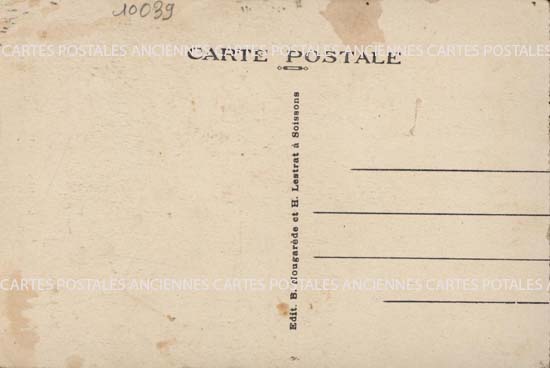 10039
CARTES POSTALES ANCIENNES CARTES POSTALES ANCIENNES CARTES POSTALES
CARTE POSTALE
Edit. B. Nougarède et H. Lestrat à Soissons
CARTES POSTALES ANCIENNES CARTES POSTALES ANCIENNES CARTES POSTALES